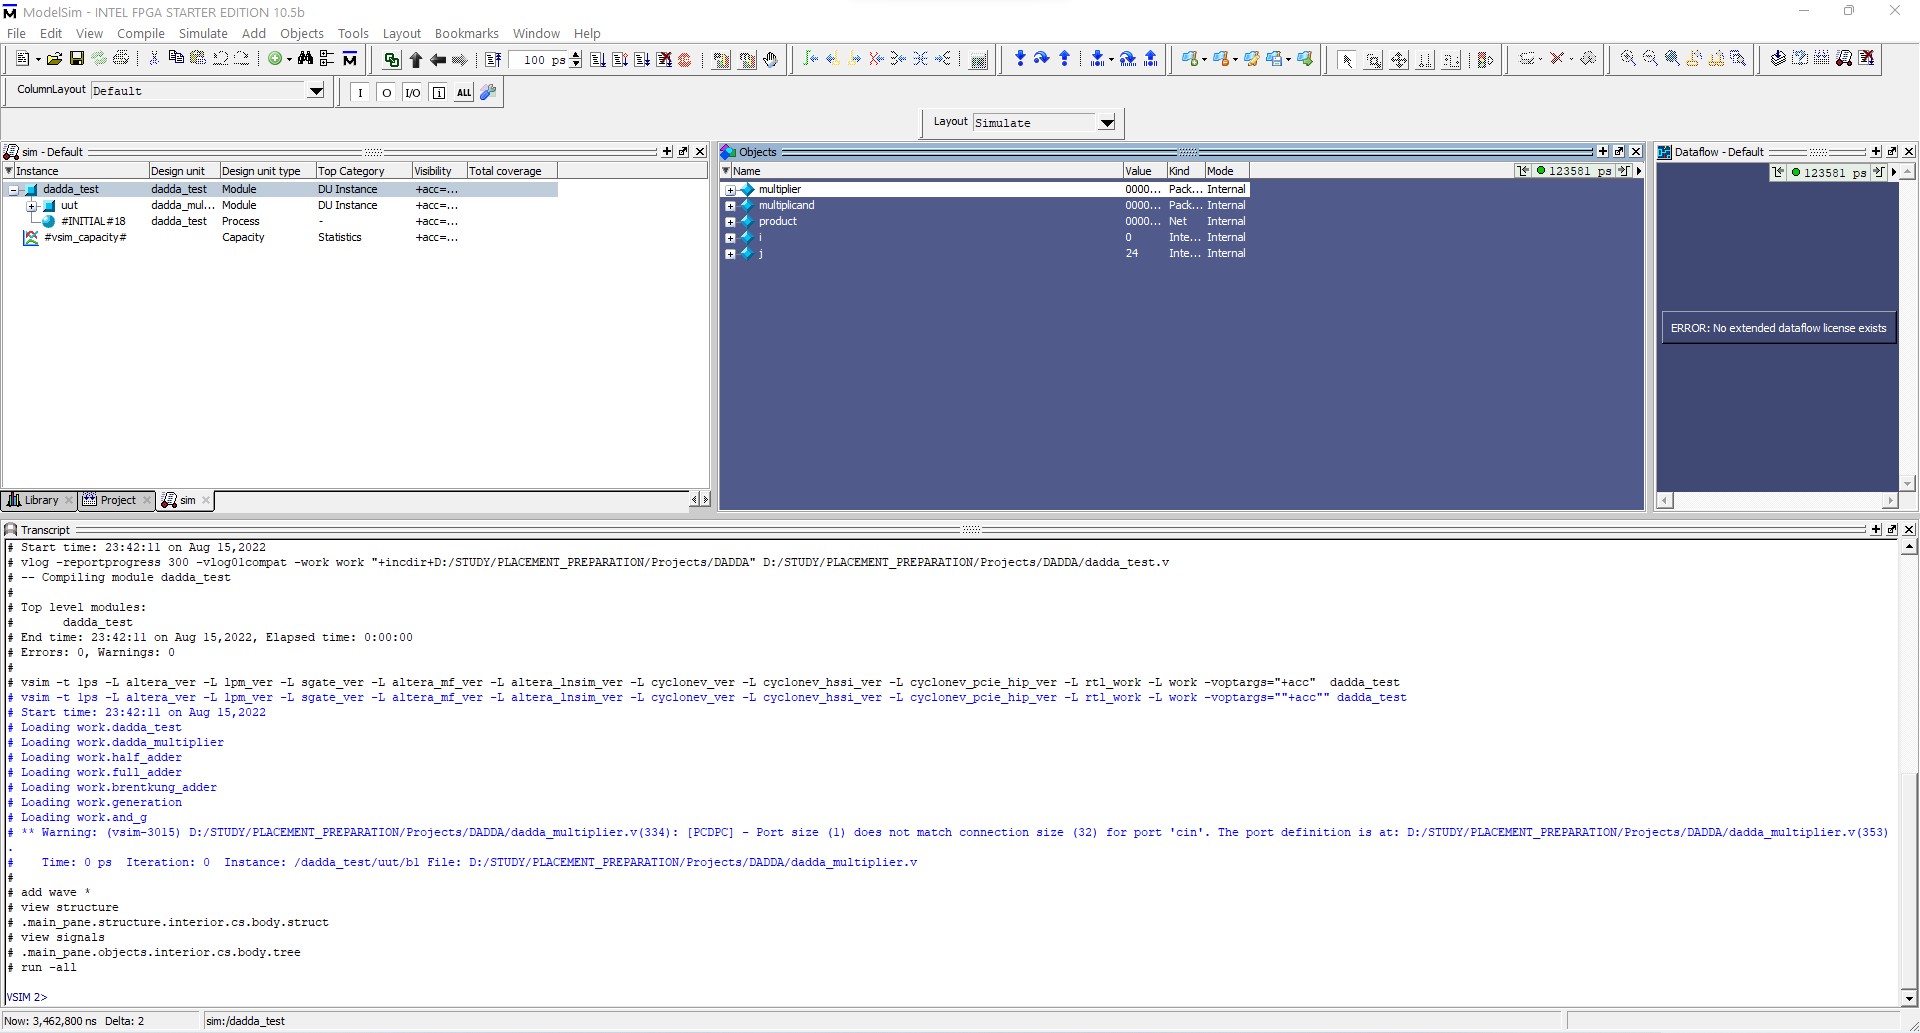 ModelSim - INTEL FPGA STARTER EDITION 10.5b
File Edit View Compile Simulate Add Objects Tools Layout Bookmarks Window Help
100 ps
ColumnLayout Default
I O I/O i ALL
Layout Simulate
sim - Default
Instance Design unit Design unit type Top Category Visibility Total coverage
dadda_test dadda_test Module DU Instance +acc=...
uut dadda_mul... Module DU Instance +acc=...
#INITIAL#18 dadda_test Process - +acc=...
#vsim_capacity# Capacity Statistics +acc=...
Library Project sim
Objects
Name Value Kind Mode 123581 ps
multiplier 0000... Pack... Internal
multiplicand 0000... Pack... Internal
product 0000... Net Internal
i 0 Inte... Internal
j 24 Inte... Internal
Dataflow - Default
123581 ps
ERROR: No extended dataflow license exists
Transcript
# Start time: 23:42:11 on Aug 15,2022
# vlog -reportprogress 300 -vlog01compat -work work "+incdir+D:/STUDY/PLACEMENT_PREPARATION/Projects/DADDA" D:/STUDY/PLACEMENT_PREPARATION/Projects/DADDA/dadda_test.v
# -- Compiling module dadda_test
#
# Top level modules:
# dadda_test
# End time: 23:42:11 on Aug 15,2022, Elapsed time: 0:00:00
# Errors: 0, Warnings: 0
#
# vsim -t 1ps -L altera_ver -L lpm_ver -L sgate_ver -L altera_mf_ver -L altera_lnsim_ver -L cyclonev_ver -L cyclonev_hssi_ver -L cyclonev_pcie_hip_ver -L rtl_work -L work -voptargs="+acc" dadda_test
# vsim -t 1ps -L altera_ver -L lpm_ver -L sgate_ver -L altera_mf_ver -L altera_lnsim_ver -L cyclonev_ver -L cyclonev_hssi_ver -L cyclonev_pcie_hip_ver -L rtl_work -L work -voptargs=""+acc"" dadda_test
# Start time: 23:42:11 on Aug 15,2022
# Loading work.dadda_test
# Loading work.dadda_multiplier
# Loading work.half_adder
# Loading work.full_adder
# Loading work.brentkung_adder
# Loading work.generation
# Loading work.and_g
# ** Warning: (vsim-3015) D:/STUDY/PLACEMENT_PREPARATION/Projects/DADDA/dadda_multiplier.v(334): [PCDPC] - Port size (1) does not match connection size (32) for port 'cin'. The port definition is at: D:/STUDY/PLACEMENT_PREPARATION/Projects/DADDA/dadda_multiplier.v(353)
.
# Time: 0 ps Iteration: 0 Instance: /dadda_test/uut/b1 File: D:/STUDY/PLACEMENT_PREPARATION/Projects/DADDA/dadda_multiplier.v
#
# add wave *
# view structure
# .main_pane.structure.interior.cs.body.struct
# view signals
# .main_pane.objects.interior.cs.body.tree
# run -all
VSIM 2>
Now: 3,462,800 ns Delta: 2 sim:/dadda_test